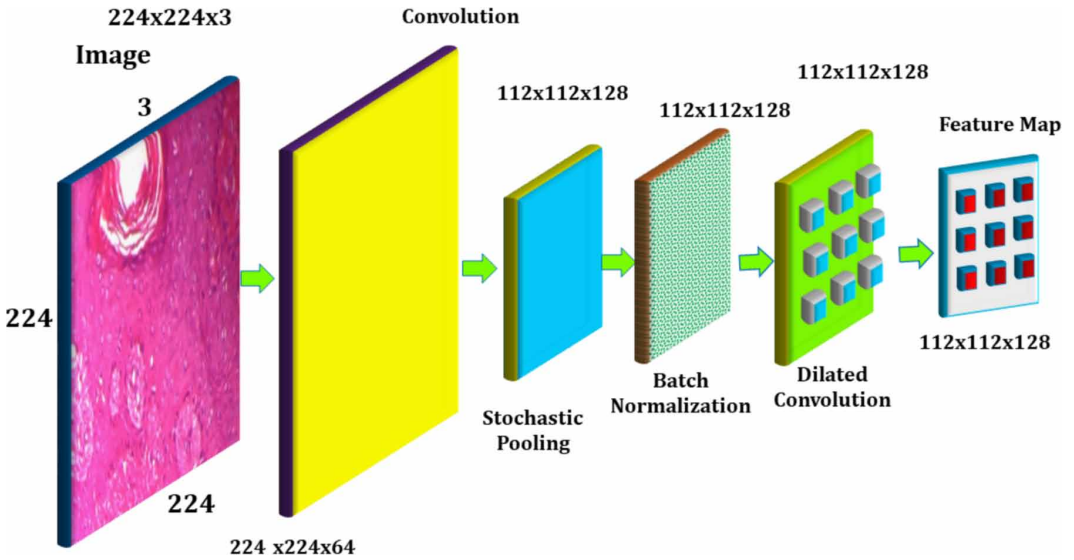 224x224x3
Image
3
224
224
Convolution
224 x224x64
112x112x128
Stochastic
Pooling
112x112x128
Batch
Normalization
112x112x128
Dilated
Convolution
Feature Map
112x112x128